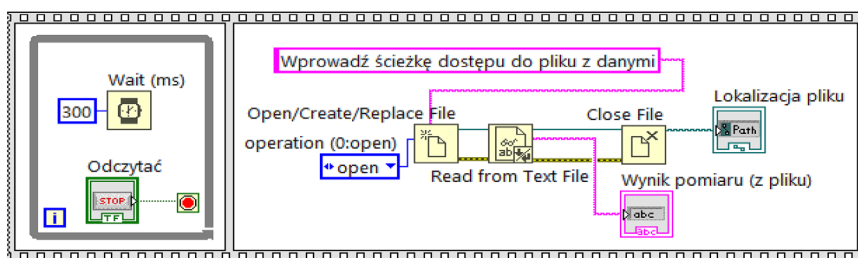 Wait (ms)
300
Odczytać
STOP
TF
i
Wprowadź ścieżkę dostępu do pliku z danymi
Open/Create/Replace File
operation (0:open)
open
Read from Text File
Close File
Lokalizacja pliku
Path
Wynik pomiaru (z pliku)
abc
abc